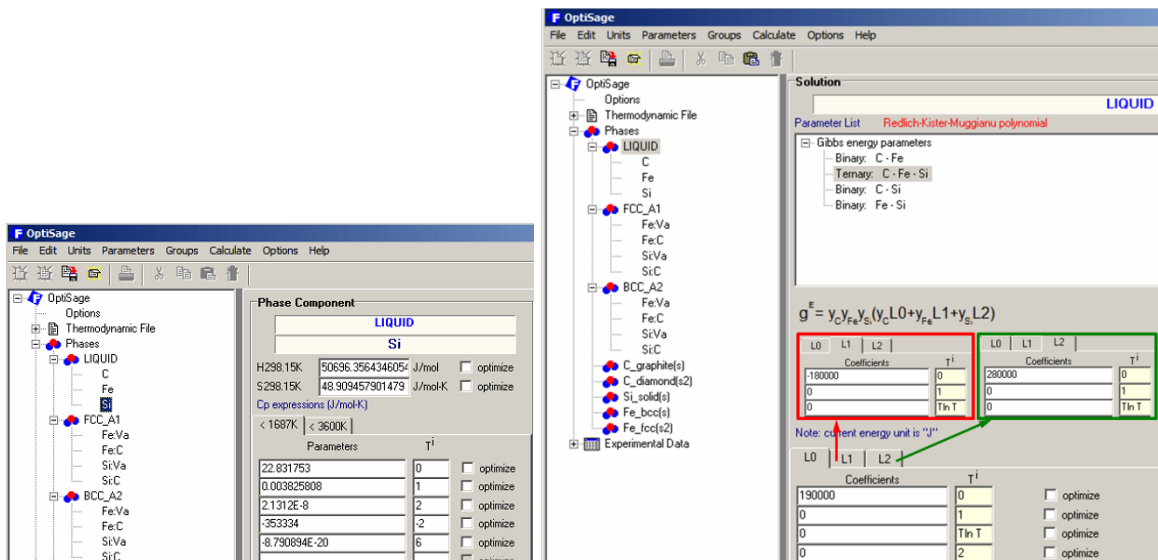 OptiSage
File Edit Units Parameters Groups Calculate Options Help
OptiSage
Options
Thermodynamic File
Phases
LIQUID
C
Fe
Si
FCC_A1
Fe:Va
Fe:C
Si:Va
Si:C
BCC_A2
Fe:Va
Fe:C
Si:Va
Si:C
Phase Component
LIQUID
Si
H298.15K 50696.3564346054 J/mol optimize
S298.15K 48.909457901479 J/mol-K optimize
Cp expressions (J/mol-K)
< 1687K < 3600K
Parameters T^i
22.831753 0 optimize
0.003825808 1 optimize
2.1312E-8 2 optimize
-353334 -2 optimize
-8.790894E-20 6 optimize
OptiSage
File Edit Units Parameters Groups Calculate Options Help
OptiSage
Options
Thermodynamic File
Phases
LIQUID
C
Fe
Si
FCC_A1
Fe:Va
Fe:C
Si:Va
Si:C
BCC_A2
Fe:Va
Fe:C
Si:Va
Si:C
C_graphite(s)
C_diamond(s2)
Si_solid(s)
Fe_bcc(s)
Fe_fcc(s2)
Experimental Data
Solution
LIQUID
Parameter List Redlich-Kister-Muggianu polynomial
Gibbs energy parameters
Binary: C - Fe
Ternary: C - Fe - Si
Binary: C - Si
Binary: Fe - Si
g^E = y_C y_Fe y_Si (y_C L0+y_Fe L1+y_Si L2)
L0 L1 L2
Coefficients T^i
-180000 0
0 1
0 Tln T
L0 L1 L2
Coefficients T^i
280000 0
0 1
0 Tln T
Note: current energy unit is "J"
L0 L1 L2
Coefficients T^i
190000 0 optimize
0 1 optimize
0 Tln T optimize
0 2 optimize